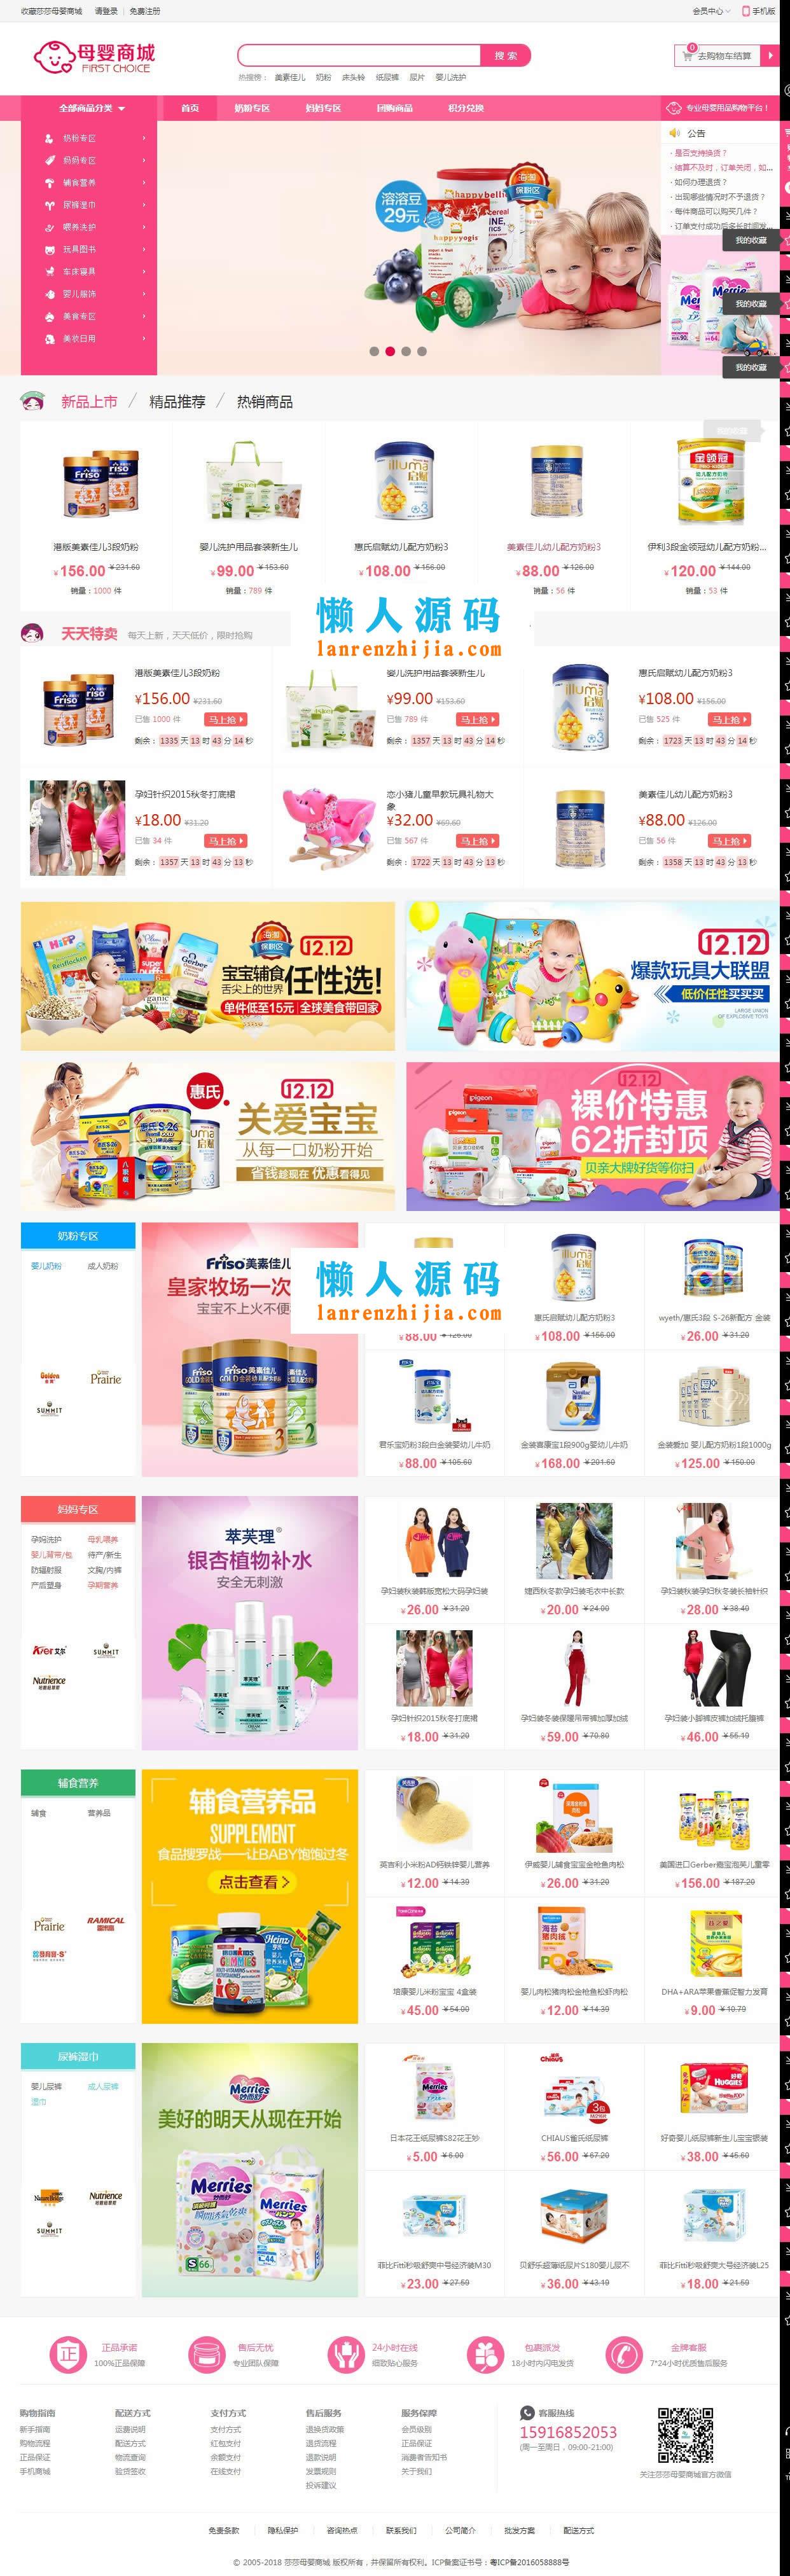 收藏莎莎母婴商城 请登录 免费注册 会员中心 手机版
母婴商城
FIRST CHOICE
搜 索
0
去购物车结算
热搜榜： 美素佳儿 奶粉 床头铃 纸尿裤 尿片 婴儿洗护
全部商品分类 首页 奶粉专区 妈妈专区 团购商品 积分兑换 专业母婴用品购物平台！
奶粉专区
妈妈专区
辅食营养
尿裤湿巾
喂养洗护
玩具图书
车床寝具
婴儿服饰
美食专区
美妆日用
溶溶豆
29元
海淘
保税区
happybellies
happyyogis
公告
· 是否支持换货？
· 结算不及时，订单关闭，如...
· 如何办理退货？
· 出现哪些情况时不予退货？
· 每件商品可以购买几件？
· 订单支付成功后多长时间发...
我的收藏
Merries
我的收藏
我的收藏
新品上市 / 精品推荐 / 热销商品
我的收藏
港版美素佳儿3段奶粉 婴儿洗护用品套装新生儿 惠氏启赋幼儿配方奶粉3 美素佳儿幼儿配方奶粉3 伊利3段金领冠幼儿配方奶粉...
¥156.00 ¥231.60 ¥99.00 ¥153.60 ¥108.00 ¥156.00 ¥88.00 ¥126.00 ¥120.00 ¥144.00
销量：1000 件 销量：789 件 销量：56 件 销量：53 件
懒人源码
lanrenzhijia.com
天天特卖 每天上新，天天低价，限时抢购
港版美素佳儿3段奶粉 婴儿洗护用品套装新生儿 惠氏启赋幼儿配方奶粉3
¥156.00 ¥231.60 ¥99.00 ¥153.60 ¥108.00 ¥156.00
已售 1000 件 马上抢 已售 789 件 马上抢 已售 525 件 马上抢
剩余： 1335 天 13 时 43 分 14 秒 剩余： 1357 天 13 时 43 分 14 秒 剩余： 1723 天 13 时 43 分 14 秒
孕妇针织2015秋冬打底裙 恋小猪儿童早教玩具礼物大象 美素佳儿幼儿配方奶粉3
¥18.00 ¥31.20 ¥32.00 ¥69.60 ¥88.00 ¥126.00
已售 34 件 马上抢 已售 567 件 马上抢 已售 56 件 马上抢
剩余： 1357 天 13 时 43 分 13 秒 剩余： 1722 天 13 时 43 分 13 秒 剩余： 1358 天 13 时 43 分 13 秒
海淘
保税区
12.12
宝宝辅食
舌尖上的世界
任性选!
单件低至15元 全球美食带回家
12.12
爆款玩具大联盟
低价任性买买买
LARGE UNION
OF EXPLOSIVE TOYS
惠氏
12.12
关爱宝宝
从每一口奶粉开始
省钱趁现在 优惠看得见
12.12
裸价特惠
62折封顶
贝亲大牌好货等你扫
奶粉专区
婴儿奶粉 成人奶粉
Golden
Prairie
SUMMIT
Friso美素佳儿
皇家牧场一次
宝宝不上火不便
懒人源码
lanrenzhijia.com
惠氏启赋幼儿配方奶粉3 wyeth/惠氏3段 S-26新配方 金装
¥88.00 ¥126.00 ¥108.00 ¥156.00 ¥26.00 ¥31.20
君乐宝奶粉3段白金装婴幼儿牛奶 金装喜康宝1段900g婴幼儿牛奶 金装爱加 婴儿配方奶粉1段1000g
¥88.00 ¥105.60 ¥168.00 ¥201.60 ¥125.00 ¥150.00
妈妈专区
孕妈洗护 母乳喂养
婴儿背带/包 待产/新生
防辐射服 文胸/内裤
产后塑身 孕期营养
艾尔
SUMMIT
Nutrience
萃芙理®
银杏植物补水
安全无刺激
孕妇装秋装韩版宽松大码孕妇装 婕西秋冬款孕妇装毛衣中长款 孕妇装秋装孕妇秋冬装长袖针织
¥26.00 ¥31.20 ¥20.00 ¥24.00 ¥28.00 ¥38.40
孕妇针织2015秋冬打底裙 孕妇装冬装保暖吊带裤加厚加绒 孕妇装小脚裤皮裤加绒托腹裤
¥18.00 ¥31.20 ¥59.00 ¥70.80 ¥46.00 ¥55.19
辅食营养
辅食 营养品
Prairie
RAMICAL
雷米高
辅食营养品
SUPPLEMENT
食品搜罗战—让BABY饱饱过冬
点击查看>
英吉利小米粉AD钙铁锌婴儿营养 伊威婴儿辅食宝宝金枪鱼肉松 美国进口Gerber嘉宝泡芙儿童零
¥12.00 ¥14.39 ¥26.00 ¥31.20 ¥156.00 ¥187.20
培康婴儿米粉宝宝 4盒装 婴儿肉松猪肉松金枪鱼松虾肉松 DHA+ARA苹果香蕉促智力发育
¥45.00 ¥54.00 ¥12.00 ¥14.39 ¥9.00 ¥10.79
尿裤湿巾
婴儿尿裤 成人尿裤
湿巾
Nutrience
SUMMIT
Merries
妙而舒
美好的明天从现在开始
日本花王纸尿裤S82花王妙 CHIAUS雀氏纸尿裤 好奇婴儿纸尿裤新生儿宝宝银装
¥5.00 ¥6.00 ¥56.00 ¥67.20 ¥38.00 ¥45.60
菲比Fitti秒吸舒爽中号经济装M30 贝舒乐超薄纸尿片S180婴儿尿不 菲比Fitti秒吸舒爽大号经济装L25
¥23.00 ¥27.59 ¥36.00 ¥43.19 ¥18.00 ¥21.59
正
正品承诺 售后无忧 24小时在线 包裹派发 金牌客服
100%正品保障 专业团队保障 细致贴心服务 18小时内闪电发货 7*24小时优质售后服务
购物指南 配送方式 支付方式 售后服务 服务保障 客服热线
新手指南 运费说明 支付方式 退换货政策 会员级别
15916852053
购物流程 配送方式 红包支付 退货流程 正品保证
(周一至周日，09:00-21:00)
正品保证 物流查询 余额支付 退款说明 消费者告知书
手机商城 验货签收 在线支付 发票规则 关于我们
投诉建议
关注莎莎母婴商城官方微信
免责条款 隐私保护 咨询热点 联系我们 公司简介 批发方案 配送方式
© 2005-2018 莎莎母婴商城 版权所有，并保留所有权利。ICP备案证书号：粤ICP备2016058888号